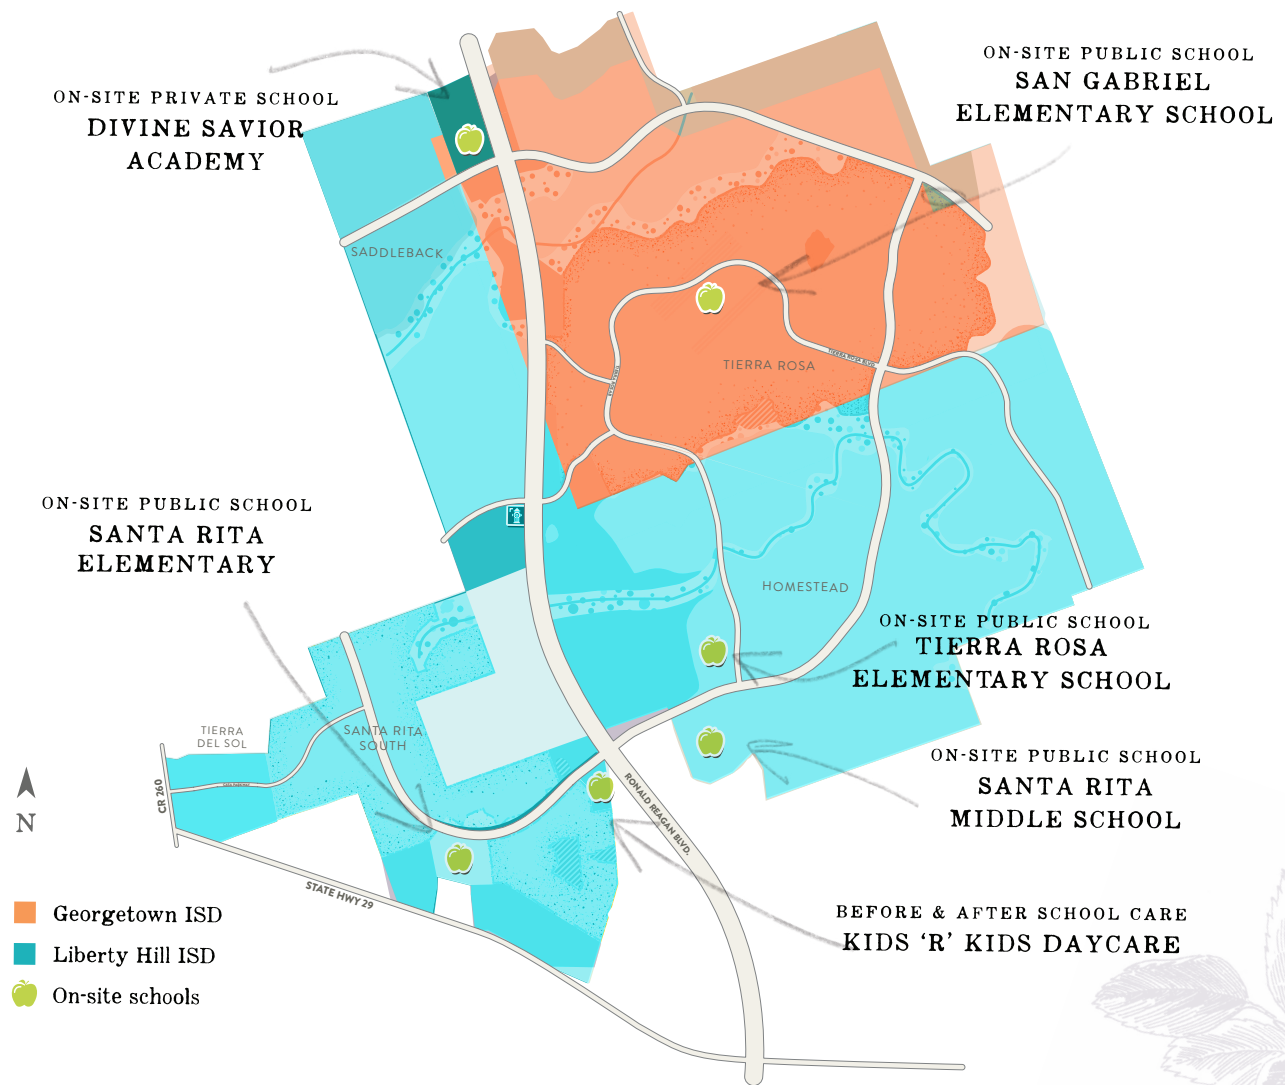 ON-SITE PUBLIC SCHOOL
SAN GABRIEL
ELEMENTARY SCHOOL
ON-SITE PRIVATE SCHOOL
DIVINE SAVIOR
ACADEMY
SADDLEBACK
TIERRA ROSA BLVD.
TIERRA ROSA
ON-SITE PUBLIC SCHOOL
SANTA RITA
ELEMENTARY
HOMESTEAD
ON-SITE PUBLIC SCHOOL
TIERRA ROSA
ELEMENTARY SCHOOL
TIERRA
DEL SOL
SANTA RITA
SOUTH
ON-SITE PUBLIC SCHOOL
SANTA RITA
MIDDLE SCHOOL
CR 260
RONALD REAGAN BLVD.
N
STATE HWY 29
BEFORE & AFTER SCHOOL CARE
KIDS ‘R’ KIDS DAYCARE
Georgetown ISD
Liberty Hill ISD
On-site schools